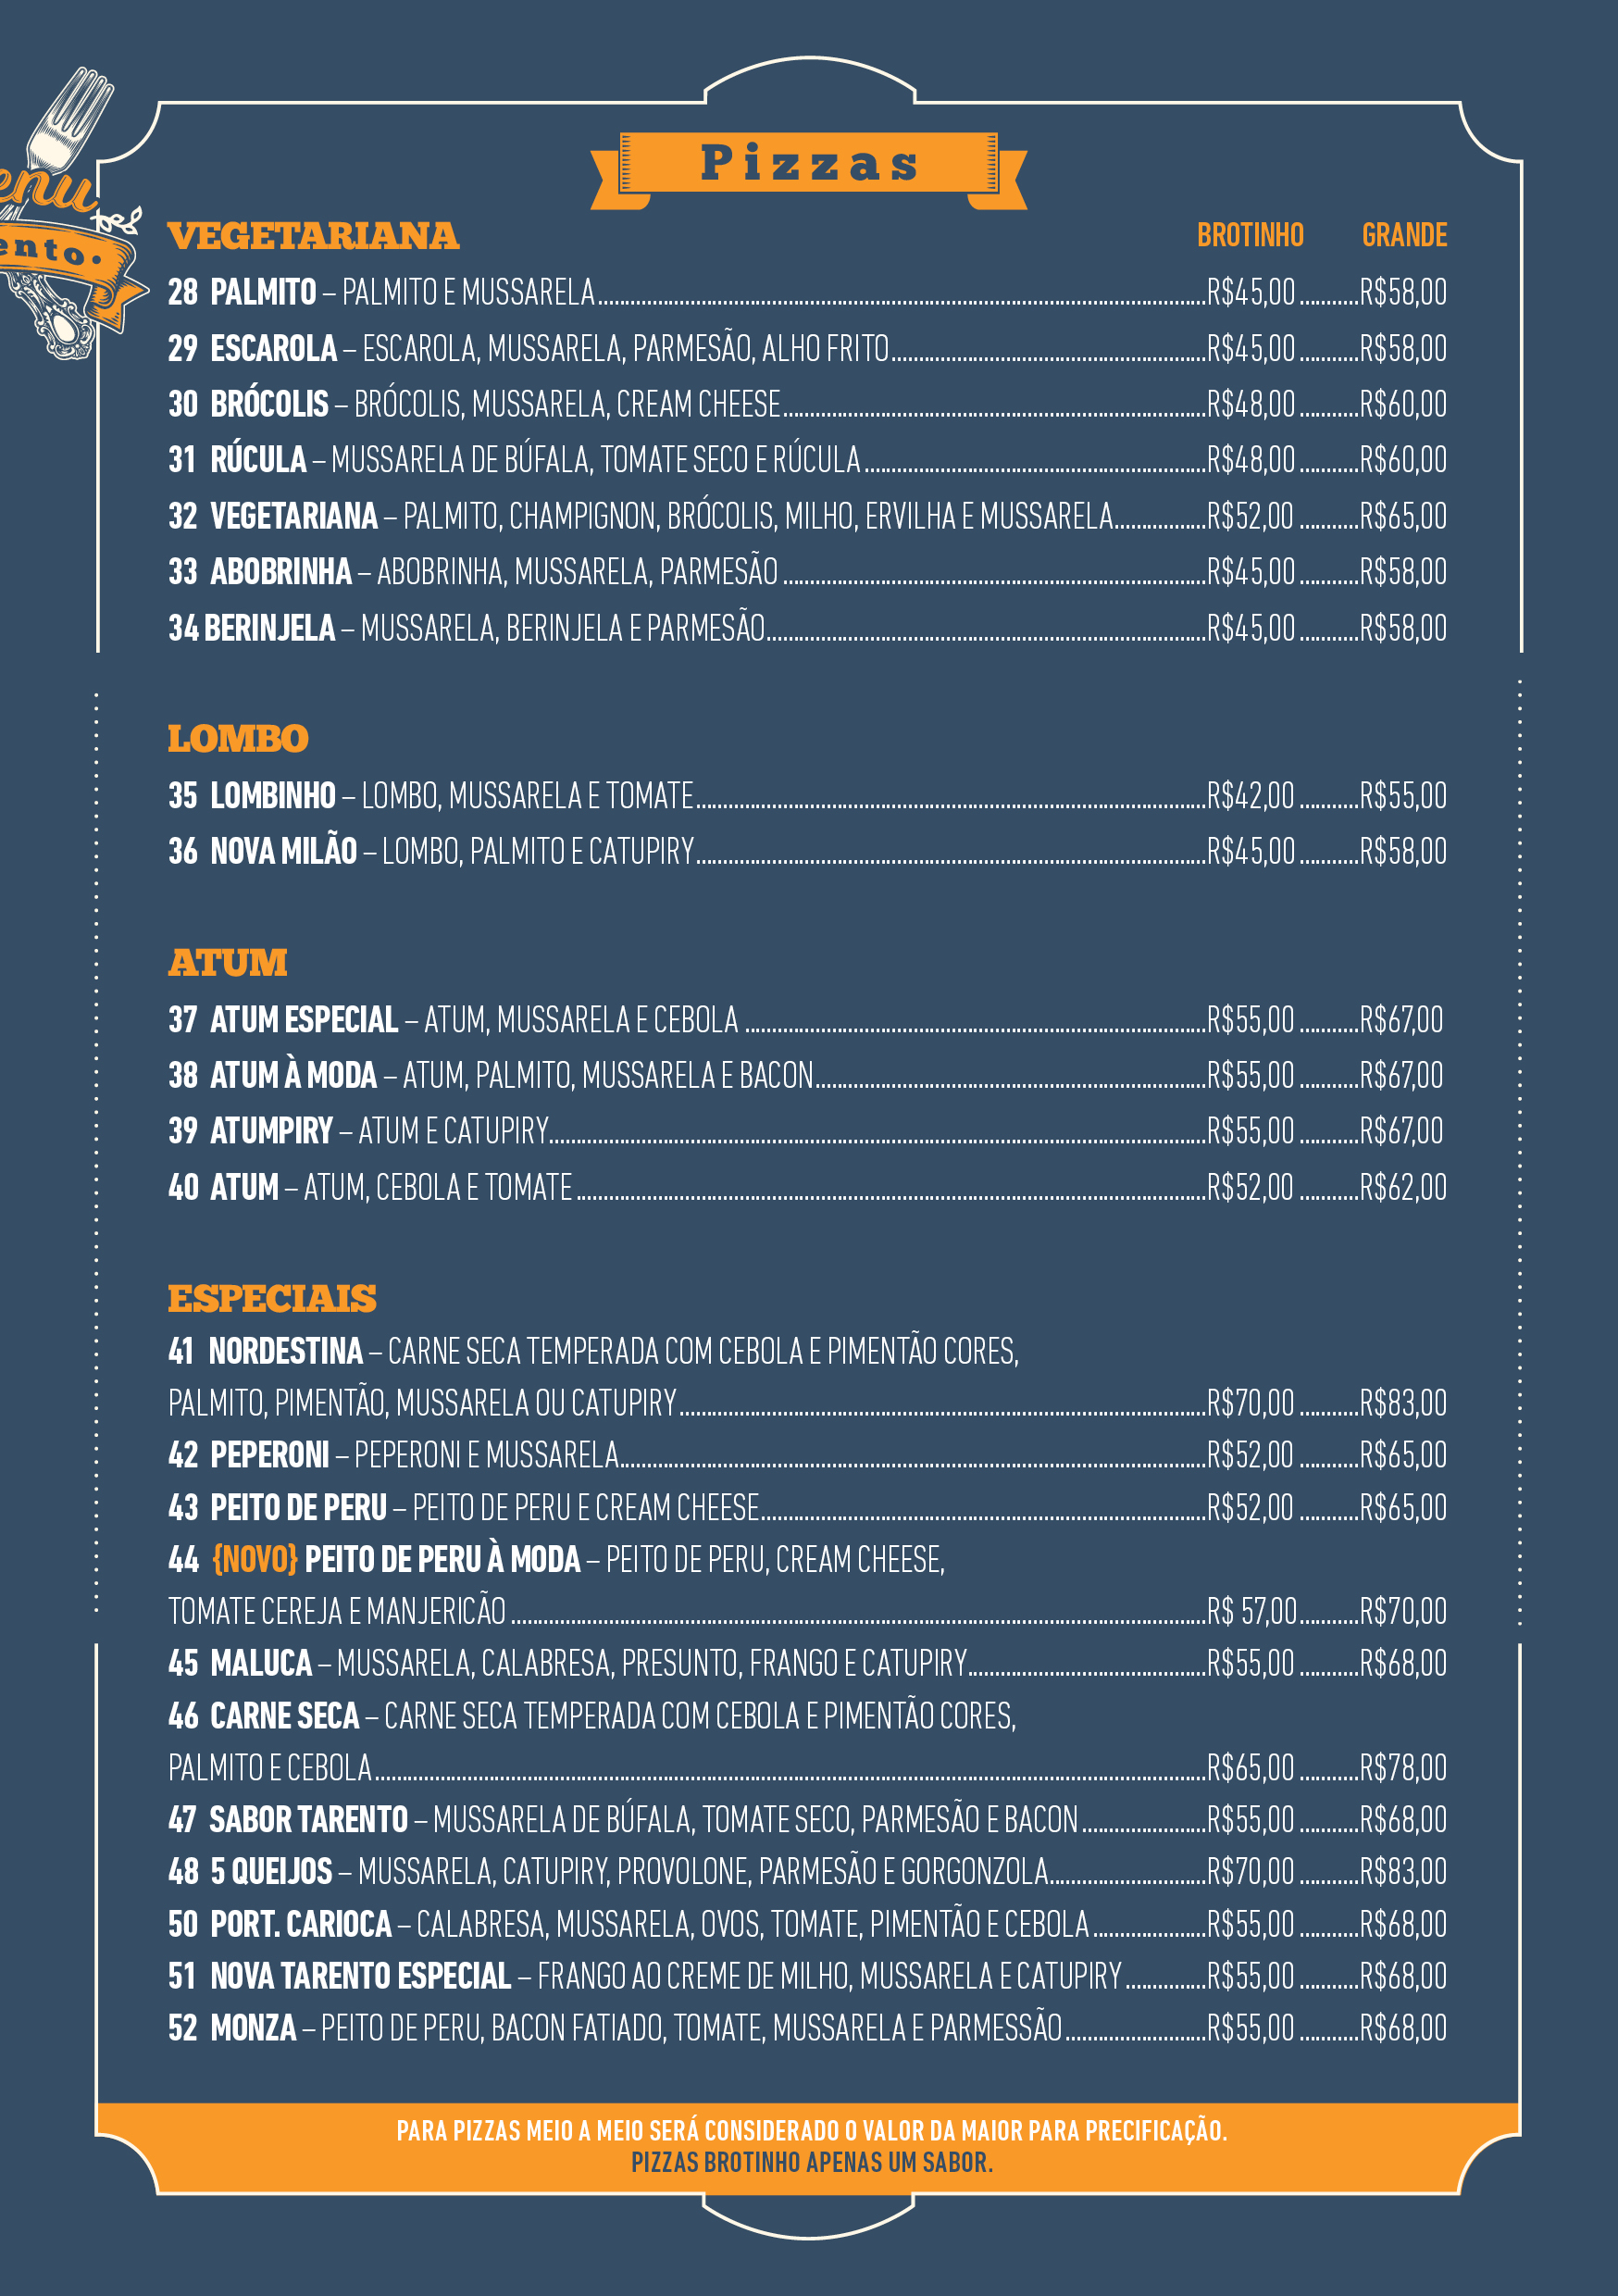 Pizzas
enu
ento.
VEGETARIANA BROTINHO GRANDE
28 PALMITO – PALMITO E MUSSARELA R$45,00 R$58,00
29 ESCAROLA – ESCAROLA, MUSSARELA, PARMESÃO, ALHO FRITO R$45,00 R$58,00
30 BRÓCOLIS – BRÓCOLIS, MUSSARELA, CREAM CHEESE R$48,00 R$60,00
31 RÚCULA – MUSSARELA DE BÚFALA, TOMATE SECO E RÚCULA R$48,00 R$60,00
32 VEGETARIANA – PALMITO, CHAMPIGNON, BRÓCOLIS, MILHO, ERVILHA E MUSSARELA R$52,00 R$65,00
33 ABOBRINHA – ABOBRINHA, MUSSARELA, PARMESÃO R$45,00 R$58,00
34 BERINJELA – MUSSARELA, BERINJELA E PARMESÃO R$45,00 R$58,00
LOMBO
35 LOMBINHO – LOMBO, MUSSARELA E TOMATE R$42,00 R$55,00
36 NOVA MILÃO – LOMBO, PALMITO E CATUPIRY R$45,00 R$58,00
ATUM
37 ATUM ESPECIAL – ATUM, MUSSARELA E CEBOLA R$55,00 R$67,00
38 ATUM À MODA – ATUM, PALMITO, MUSSARELA E BACON R$55,00 R$67,00
39 ATUMPIRY – ATUM E CATUPIRY R$55,00 R$67,00
40 ATUM – ATUM, CEBOLA E TOMATE R$52,00 R$62,00
ESPECIAIS
41 NORDESTINA – CARNE SECA TEMPERADA COM CEBOLA E PIMENTÃO CORES,
PALMITO, PIMENTÃO, MUSSARELA OU CATUPIRY R$70,00 R$83,00
42 PEPERONI – PEPERONI E MUSSARELA R$52,00 R$65,00
43 PEITO DE PERU – PEITO DE PERU E CREAM CHEESE R$52,00 R$65,00
44 {NOVO} PEITO DE PERU À MODA – PEITO DE PERU, CREAM CHEESE,
TOMATE CEREJA E MANJERICÃO R$ 57,00 R$70,00
45 MALUCA – MUSSARELA, CALABRESA, PRESUNTO, FRANGO E CATUPIRY R$55,00 R$68,00
46 CARNE SECA – CARNE SECA TEMPERADA COM CEBOLA E PIMENTÃO CORES,
PALMITO E CEBOLA R$65,00 R$78,00
47 SABOR TARENTO – MUSSARELA DE BÚFALA, TOMATE SECO, PARMESÃO E BACON R$55,00 R$68,00
48 5 QUEIJOS – MUSSARELA, CATUPIRY, PROVOLONE, PARMESÃO E GORGONZOLA R$70,00 R$83,00
50 PORT. CARIOCA – CALABRESA, MUSSARELA, OVOS, TOMATE, PIMENTÃO E CEBOLA R$55,00 R$68,00
51 NOVA TARENTO ESPECIAL – FRANGO AO CREME DE MILHO, MUSSARELA E CATUPIRY R$55,00 R$68,00
52 MONZA – PEITO DE PERU, BACON FATIADO, TOMATE, MUSSARELA E PARMESSÃO R$55,00 R$68,00
PARA PIZZAS MEIO A MEIO SERÁ CONSIDERADO O VALOR DA MAIOR PARA PRECIFICAÇÃO.
PIZZAS BROTINHO APENAS UM SABOR.